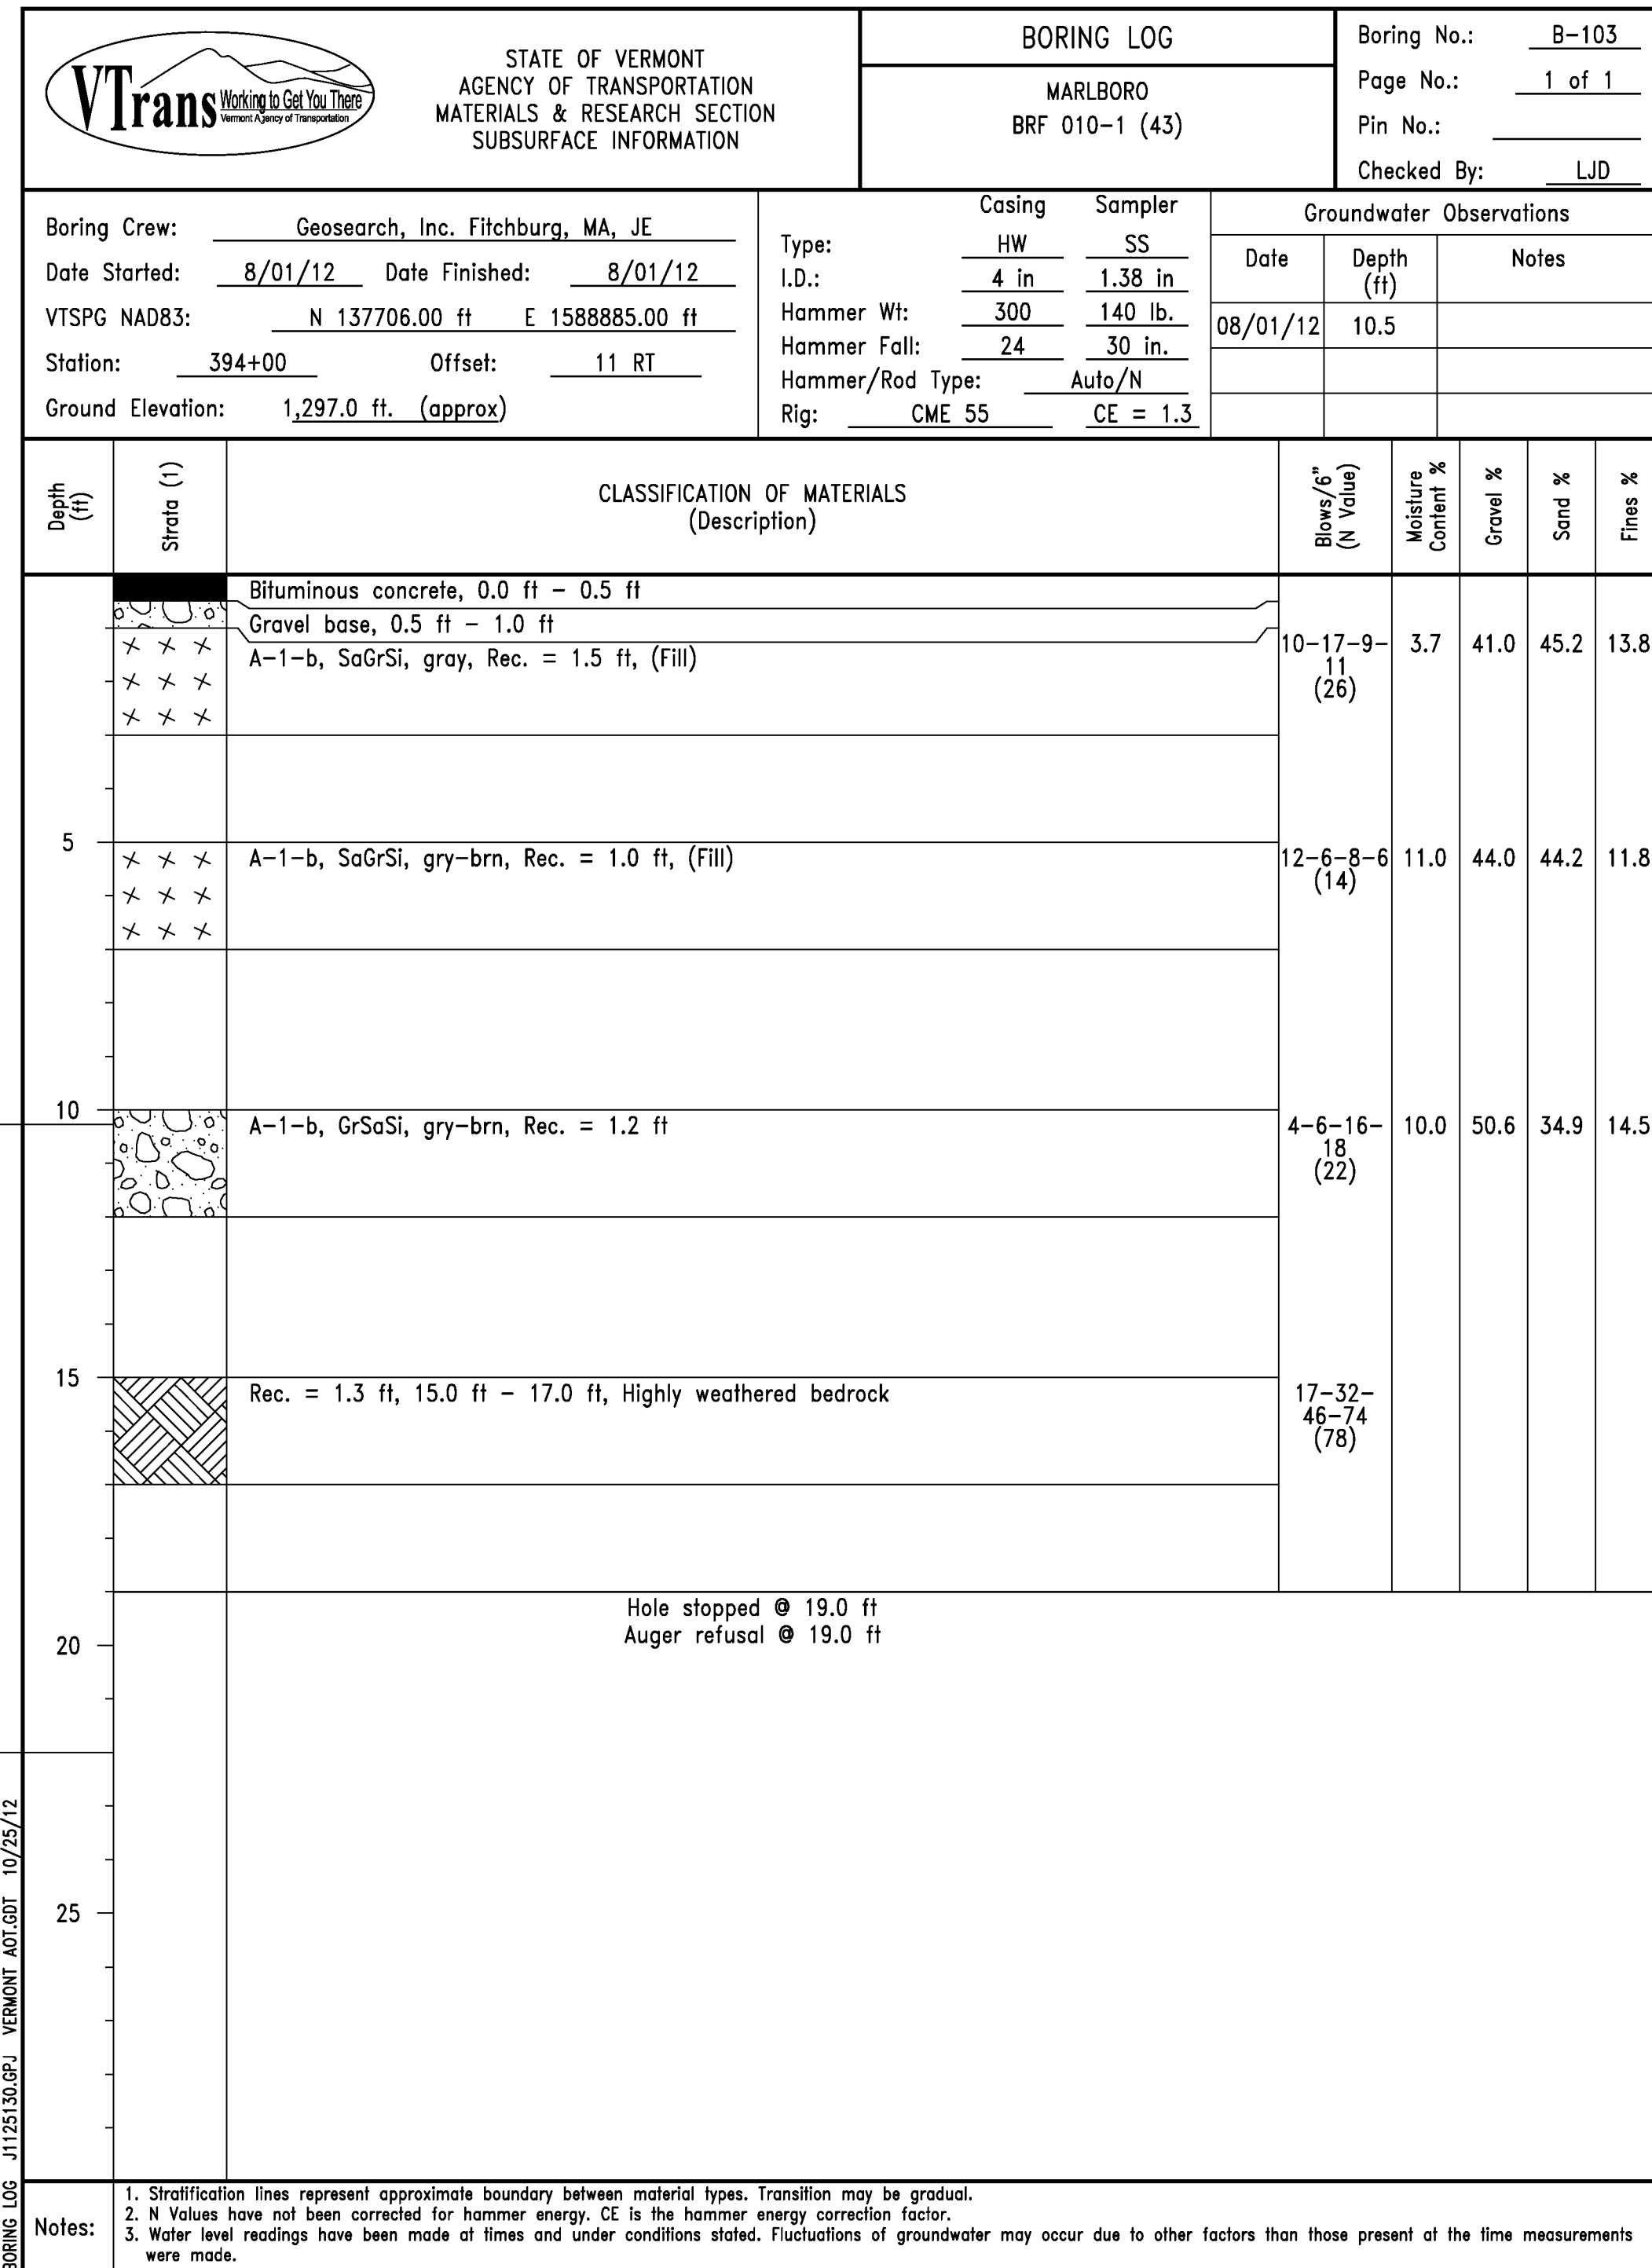 VTrans Working to Get You There
Vermont Agency of Transportation
STATE OF VERMONT
AGENCY OF TRANSPORTATION
MATERIALS & RESEARCH SECTION
SUBSURFACE INFORMATION
BORING LOG
MARLBORO
BRF 010-1 (43)
Boring No.: B-103
Page No.: 1 of 1
Pin No.:
Checked By: LJD
Boring Crew: Geosearch, Inc. Fitchburg, MA, JE
Date Started: 8/01/12 Date Finished: 8/01/12
VTSPG NAD83: N 137706.00 ft E 1588885.00 ft
Station: 394+00 Offset: 11 RT
Ground Elevation: 1,297.0 ft. (approx)
Casing Sampler
Type: HW SS
I.D.: 4 in 1.38 in
Hammer Wt: 300 140 lb.
Hammer Fall: 24 30 in.
Hammer/Rod Type: Auto/N
Rig: CME 55 CE = 1.3
Groundwater Observations
Date Depth (ft) Notes
08/01/12 10.5
Depth (ft)
Strata (1)
CLASSIFICATION OF MATERIALS
(Description)
Blows/6" (N Value)
Moisture Content %
Gravel %
Sand %
Fines %
Bituminous concrete, 0.0 ft - 0.5 ft
Gravel base, 0.5 ft - 1.0 ft
A-1-b, SaGrSi, gray, Rec. = 1.5 ft, (Fill)
10-17-9- 3.7 41.0 45.2 13.8
11
(26)
5
A-1-b, SaGrSi, gry-brn, Rec. = 1.0 ft, (Fill) 12-6-8-6 11.0 44.0 44.2 11.8
(14)
10
A-1-b, GrSaSi, gry-brn, Rec. = 1.2 ft 4-6-16- 10.0 50.6 34.9 14.5
18
(22)
15
Rec. = 1.3 ft, 15.0 ft - 17.0 ft, Highly weathered bedrock 17-32-
46-74
(78)
Hole stopped @ 19.0 ft
Auger refusal @ 19.0 ft
20
25
BORING LOG J1125130.GPJ VERMONT AOT.GDT 10/25/12
Notes:
1. Stratification lines represent approximate boundary between material types. Transition may be gradual.
2. N Values have not been corrected for hammer energy. CE is the hammer energy correction factor.
3. Water level readings have been made at times and under conditions stated. Fluctuations of groundwater may occur due to other factors than those present at the time measurements
were made.